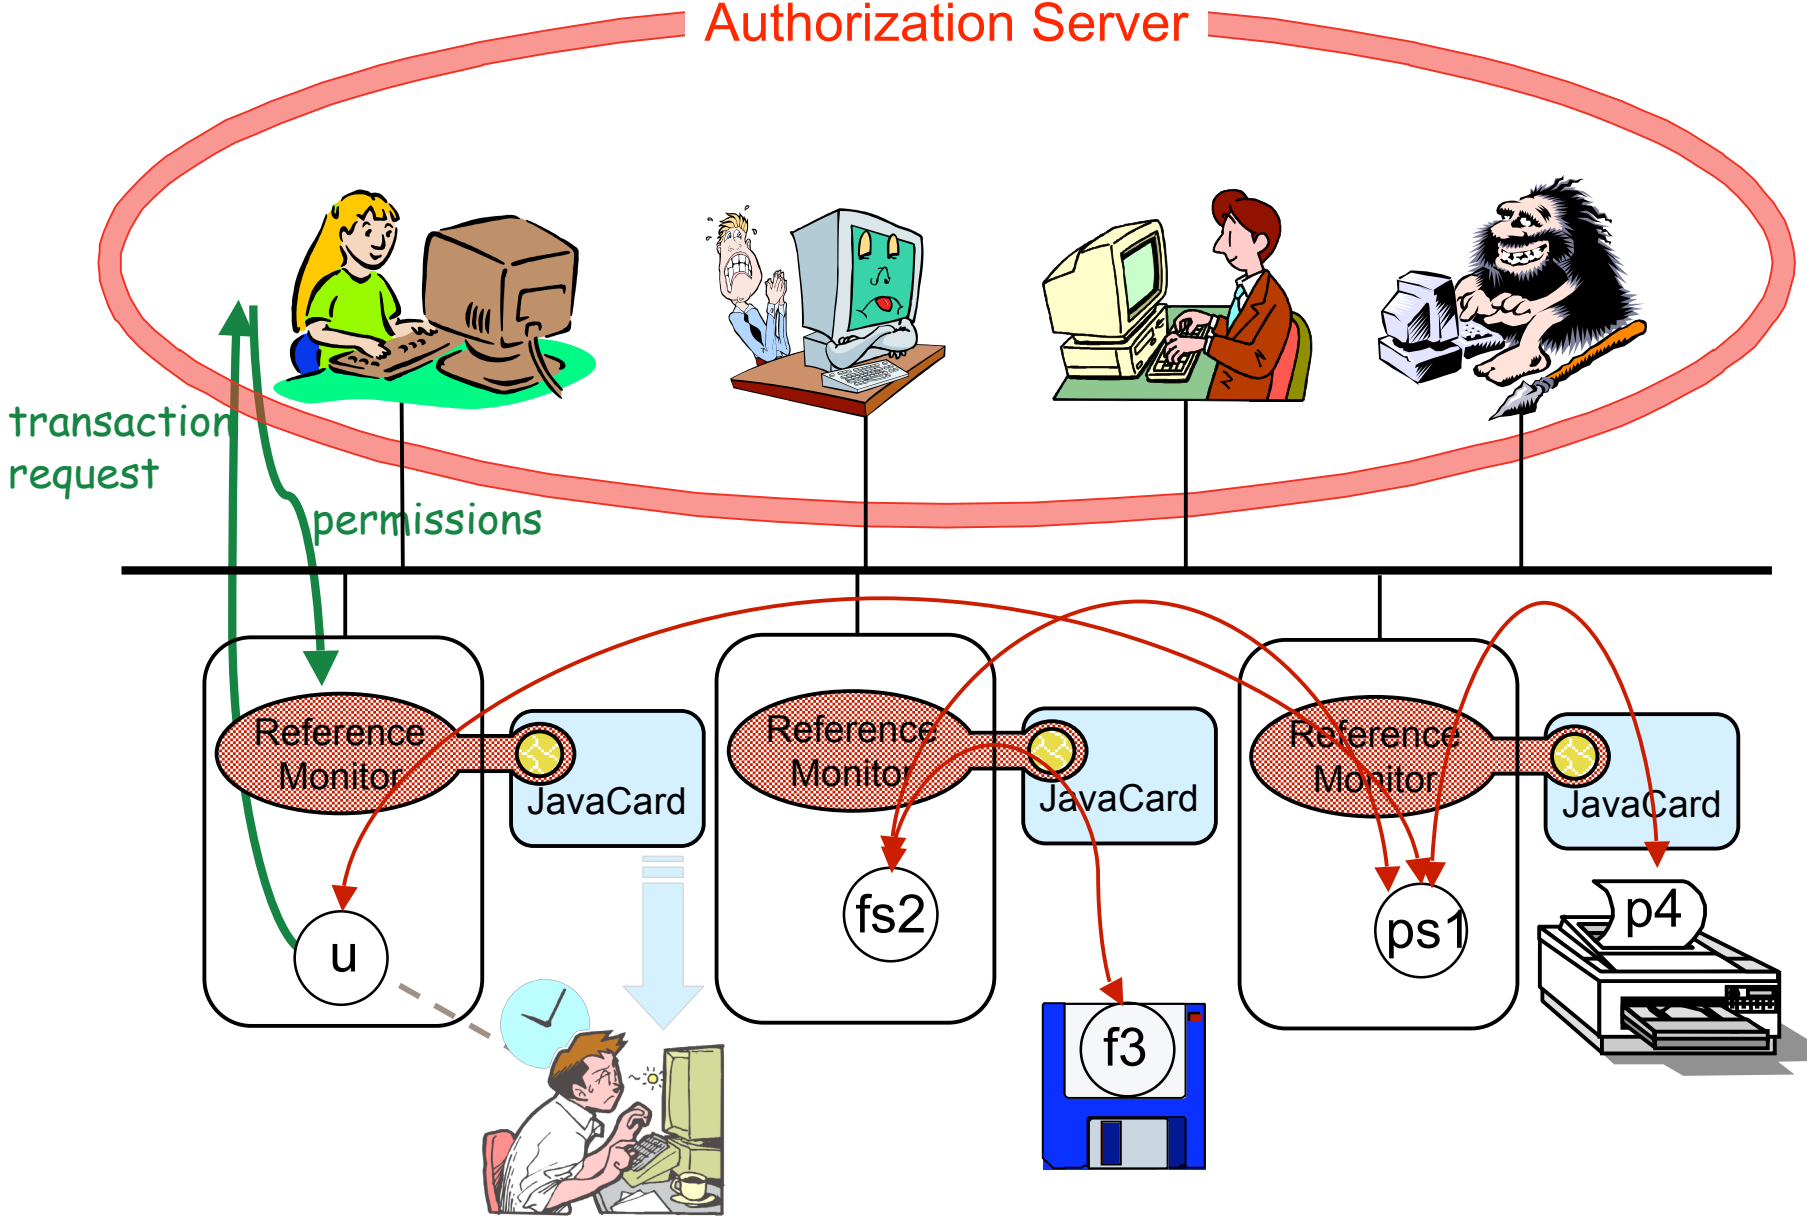 Authorization Server
transaction
request
permissions
Reference
Monitor
JavaCard
Reference
Monitor
JavaCard
Reference
Monitor
JavaCard
u
fs2
ps1
p4
f3